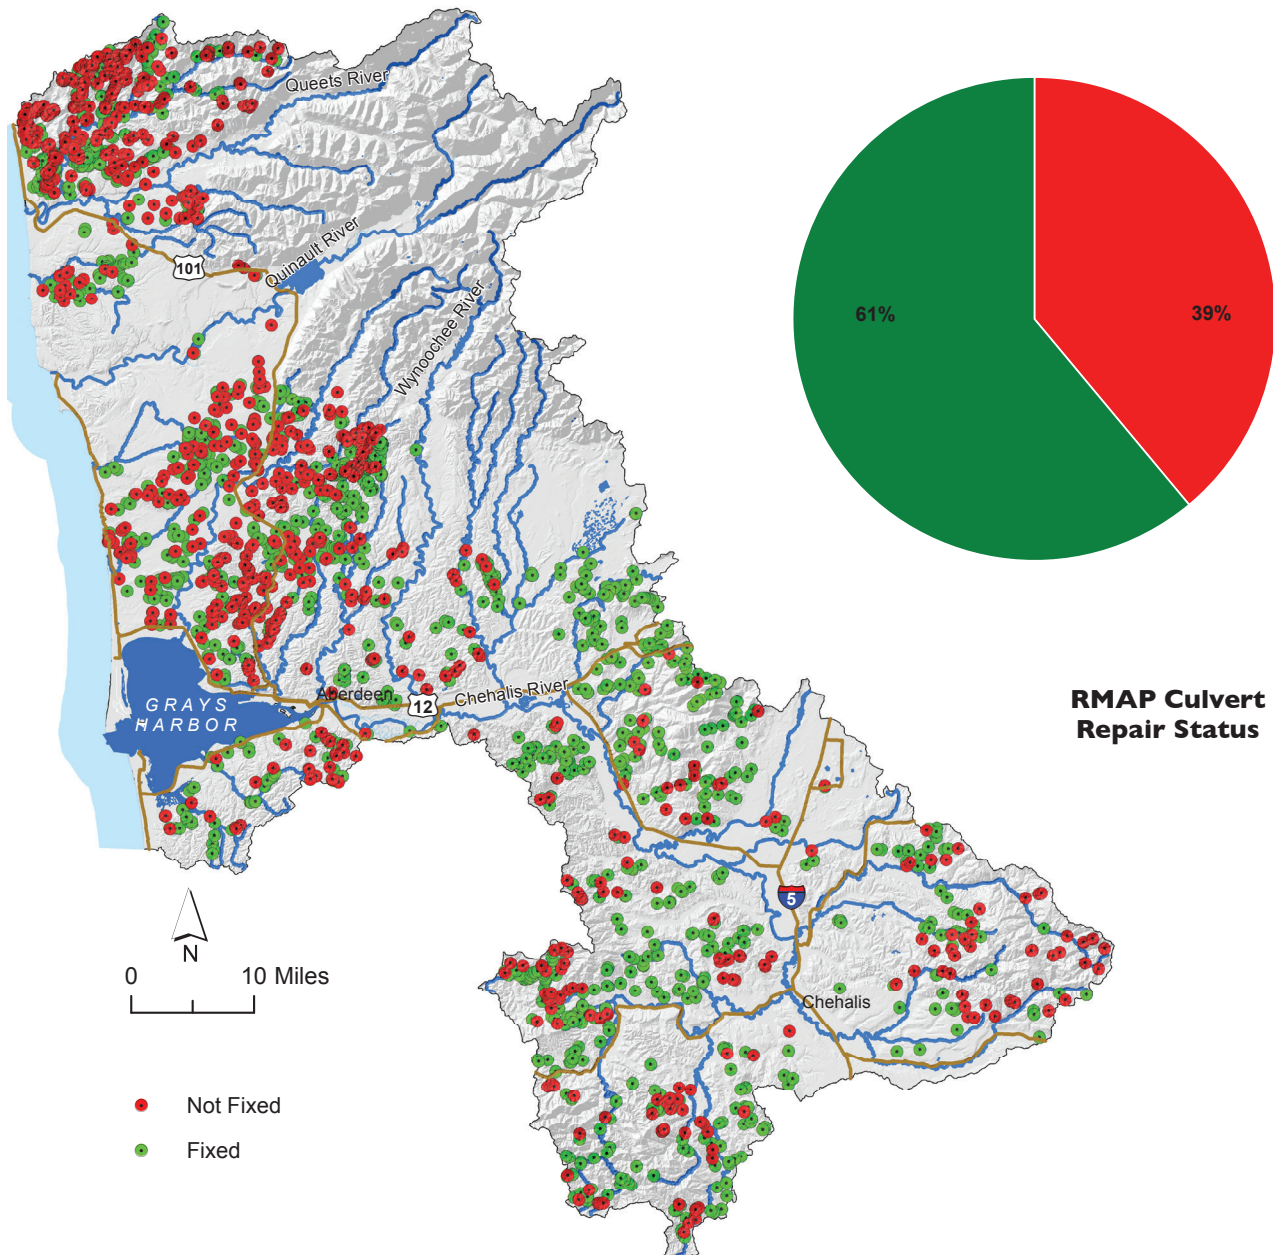 Queets River
Quinault River
101
Wynoochee River
61%
39%
RMAP Culvert
Repair Status
GRAYS
HARBOR
Aberdeen
12
Chehalis River
5
N
0 10 Miles
Chehalis
Not Fixed
Fixed